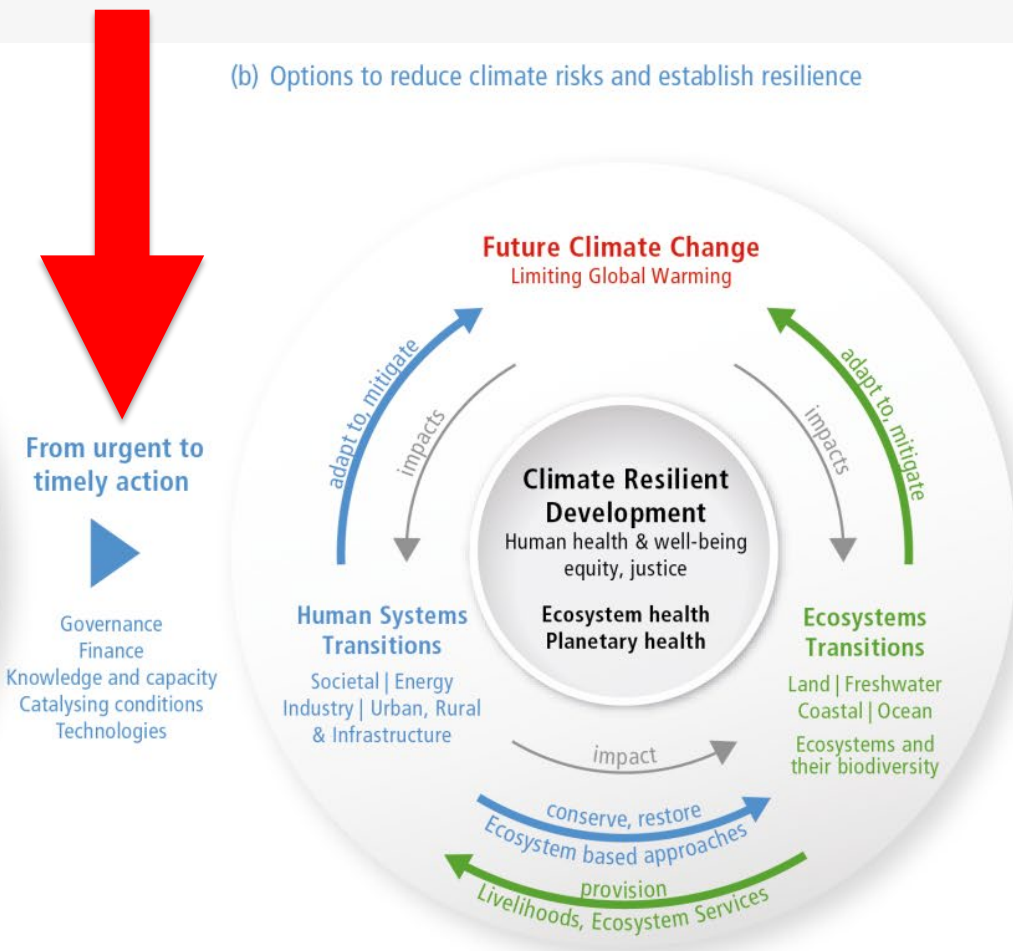 (b) Options to reduce climate risks and establish resilience
Future Climate Change
Limiting Global Warming
adapt to, mitigate
impacts
impacts
adapt to, mitigate
From urgent to
timely action
Governance
Finance
Knowledge and capacity
Catalysing conditions
Technologies
Climate Resilient
Development
Human health & well-being
equity, justice
Ecosystem health
Planetary health
Human Systems
Transitions
Societal | Energy
Industry | Urban, Rural
& Infrastructure
Ecosystems
Transitions
Land | Freshwater
Coastal | Ocean
Ecosystems and
their biodiversity
impact
conserve, restore
Ecosystem based approaches
provision
Livelihoods, Ecosystem Services